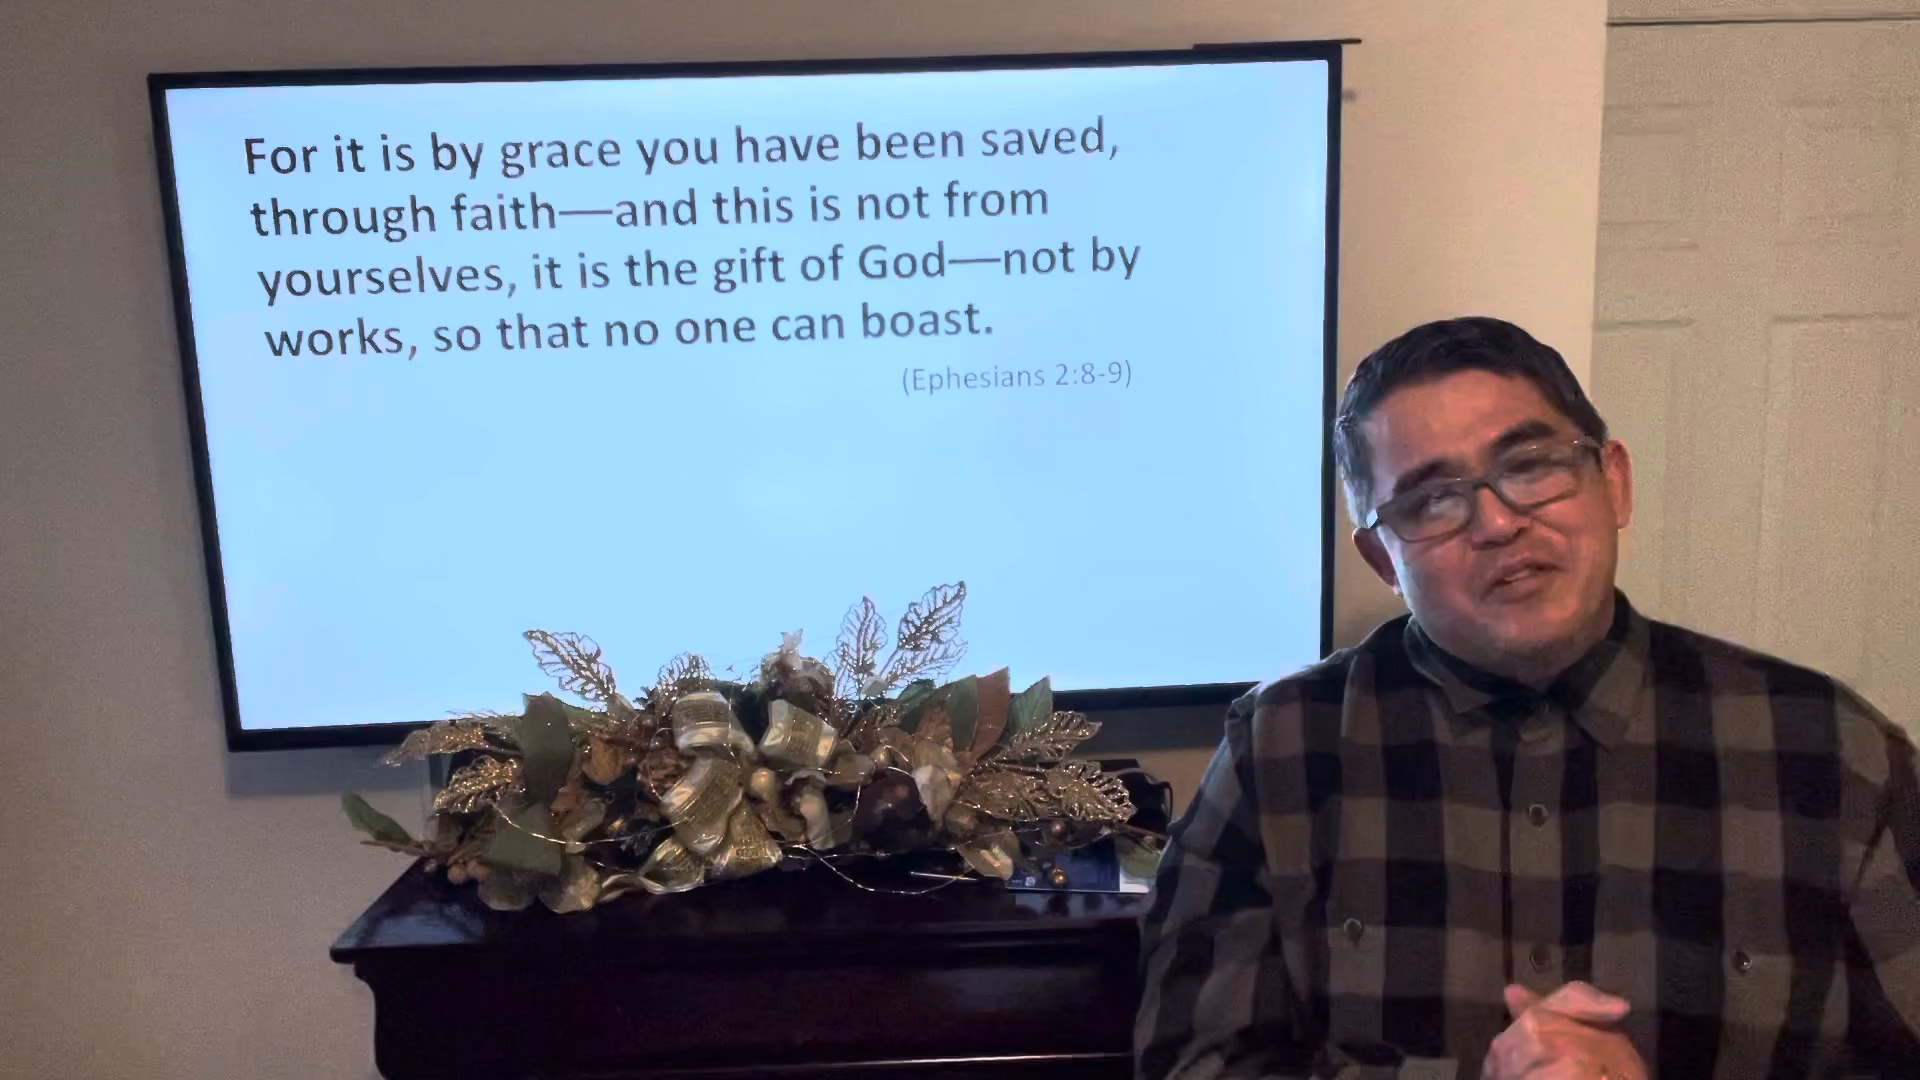 For it is by grace you have been saved,
through faith—and this is not from
yourselves, it is the gift of God—not by
works, so that no one can boast.
(Ephesians 2:8-9)